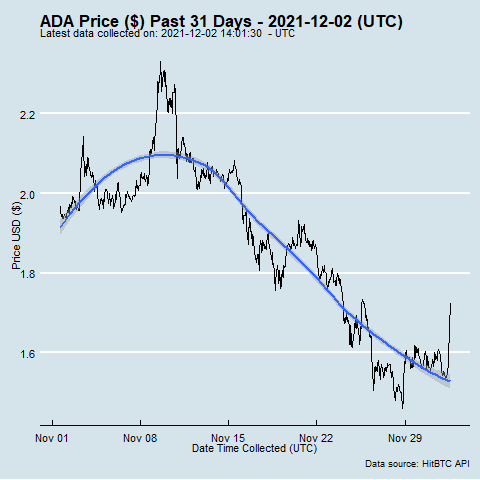 ADA Price ($) Past 31 Days - 2021-12-02 (UTC)
Latest data collected on: 2021-12-02 14:01:30 - UTC
2.2
2.0
1.8
1.6
Price USD ($)
Nov 01
Nov 08
Nov 15
Nov 22
Nov 29
Date Time Collected (UTC)
Data source: HitBTC API